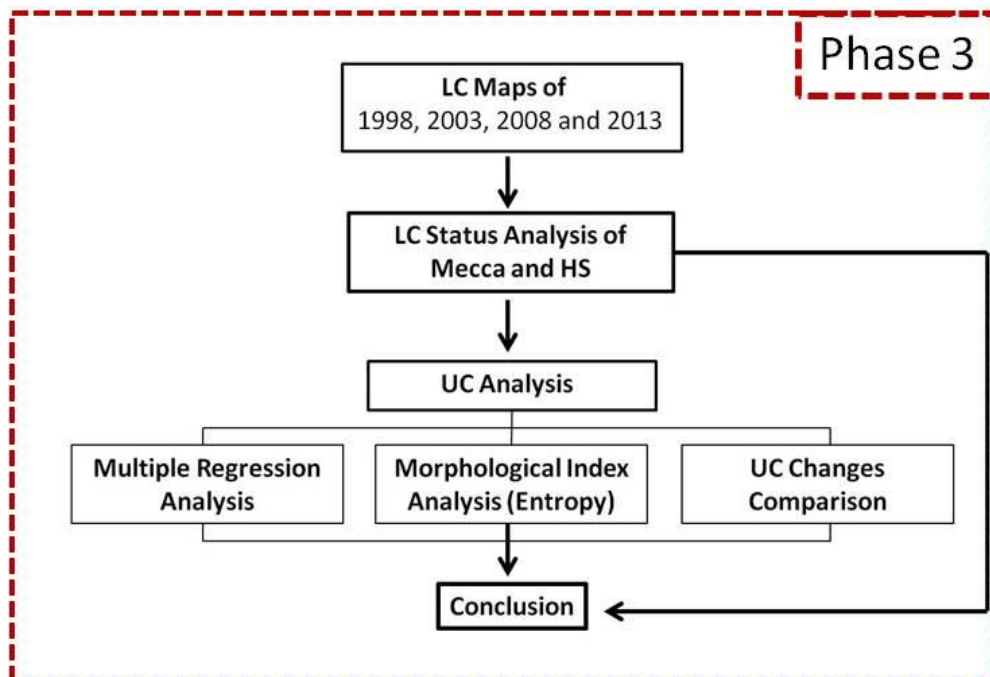 Phase 3
LC Maps of
1998, 2003, 2008 and 2013
LC Status Analysis of
Mecca and HS
UC Analysis
Multiple Regression
Analysis
Morphological Index
Analysis (Entropy)
UC Changes
Comparison
Conclusion